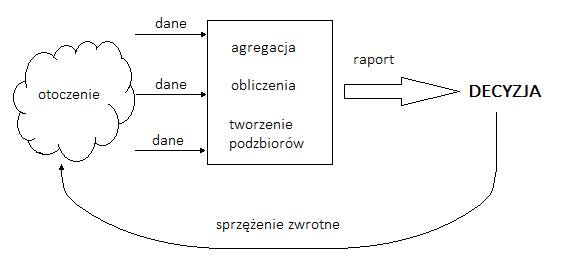 dane
agregacja
raport
otoczenie
dane
obliczenia
DECYZJA
tworzenie
podzbiorów
dane
sprzężenie zwrotne